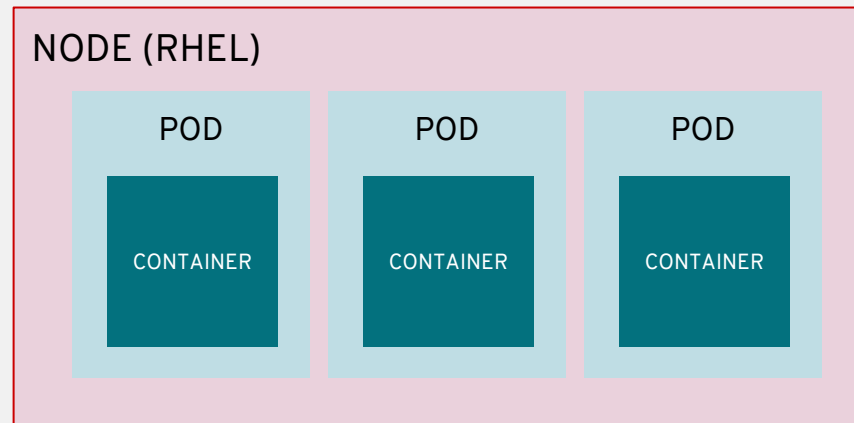 NODE (RHEL)
POD
POD
POD
CONTAINER
CONTAINER
CONTAINER